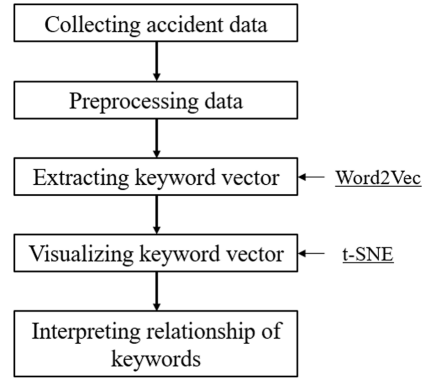 Collecting accident data
Preprocessing data
Extracting keyword vector
Word2Vec
Visualizing keyword vector
t-SNE
Interpreting relationship of
keywords